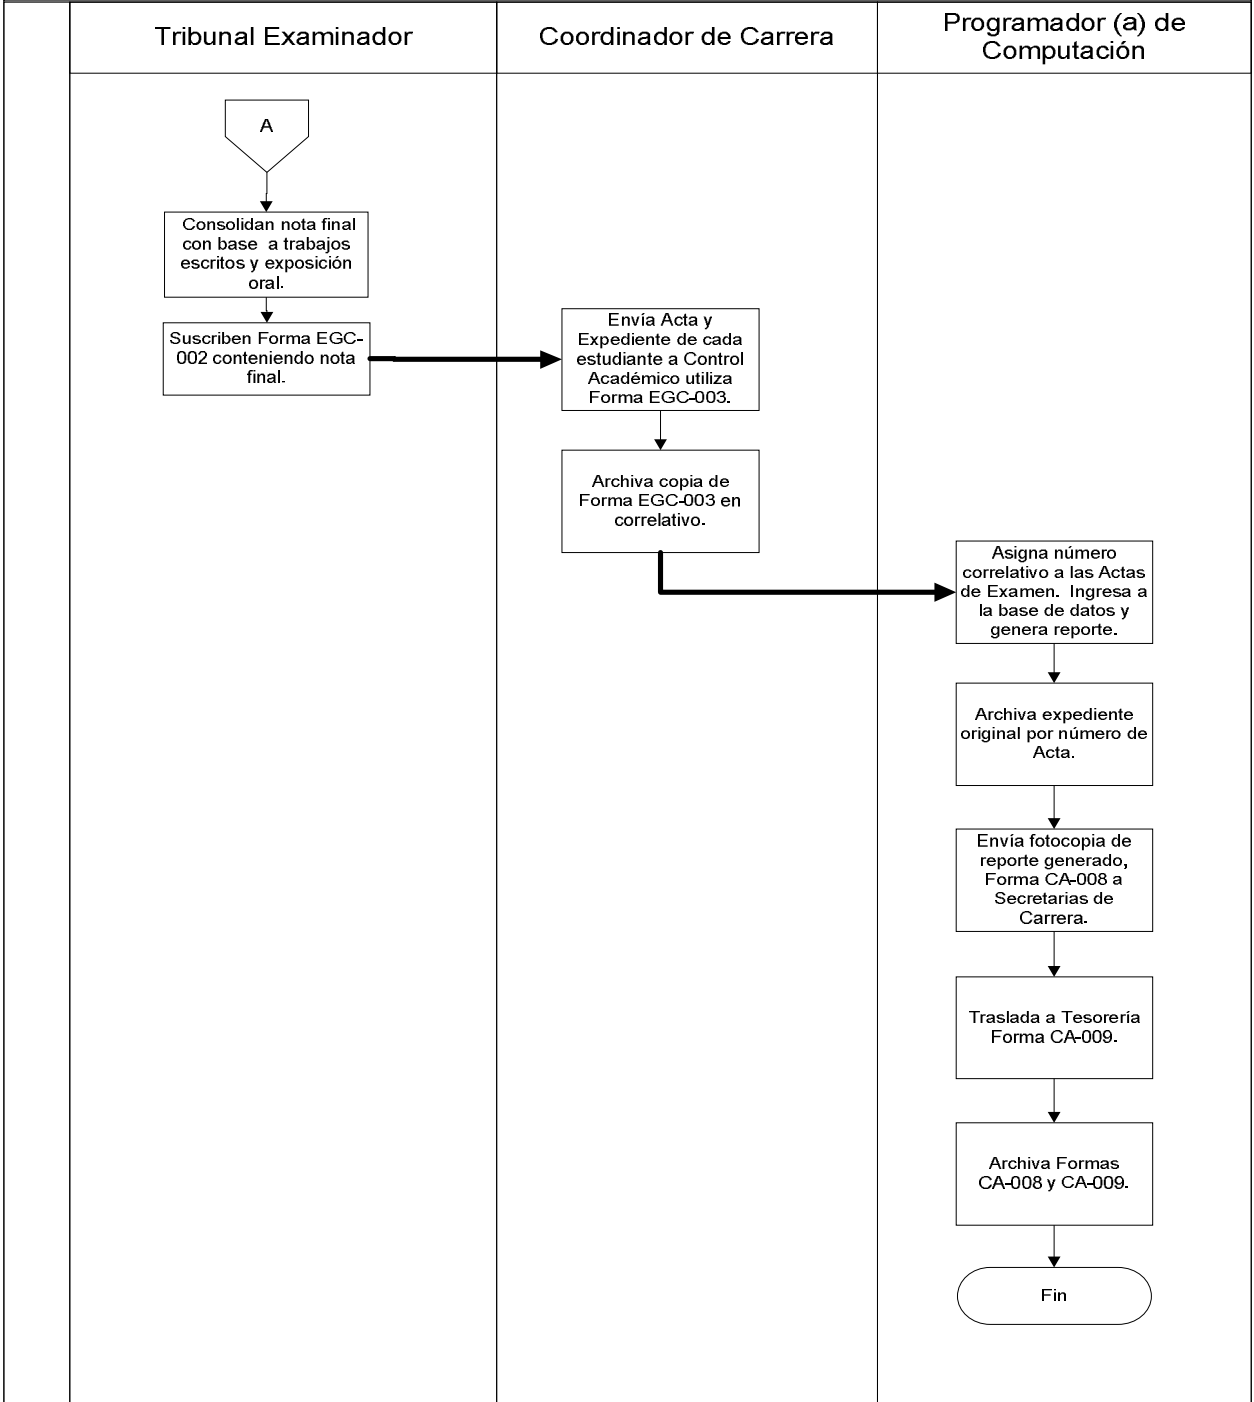 Tribunal Examinador
Coordinador de Carrera
Programador (a) de
Computación
A
Consolidan nota final
con base a trabajos
escritos y exposición
oral.
Suscriben Forma EGC-
002 conteniendo nota
final.
Envía Acta y
Expediente de cada
estudiante a Control
Académico utiliza
Forma EGC-003.
Archiva copia de
Forma EGC-003 en
correlativo.
Asigna número
correlativo a las Actas
de Examen. Ingresa a
la base de datos y
genera reporte.
Archiva expediente
original por número de
Acta.
Envía fotocopia de
reporte generado,
Forma CA-008 a
Secretarias de
Carrera.
Traslada a Tesorería
Forma CA-009.
Archiva Formas
CA-008 y CA-009.
Fin